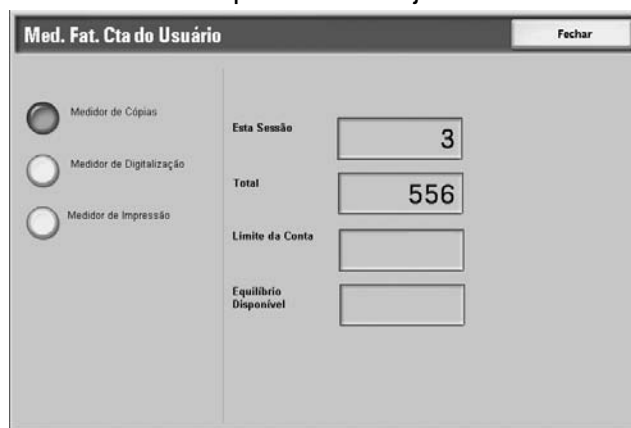 Med. Fat. Cta do Usuário
Fechar
Medidor de Cópias
Medidor de Digitalização
Medidor de Impressão
Esta Sessão
3
Total
556
Limite da Conta
Equilíbrio
Disponível